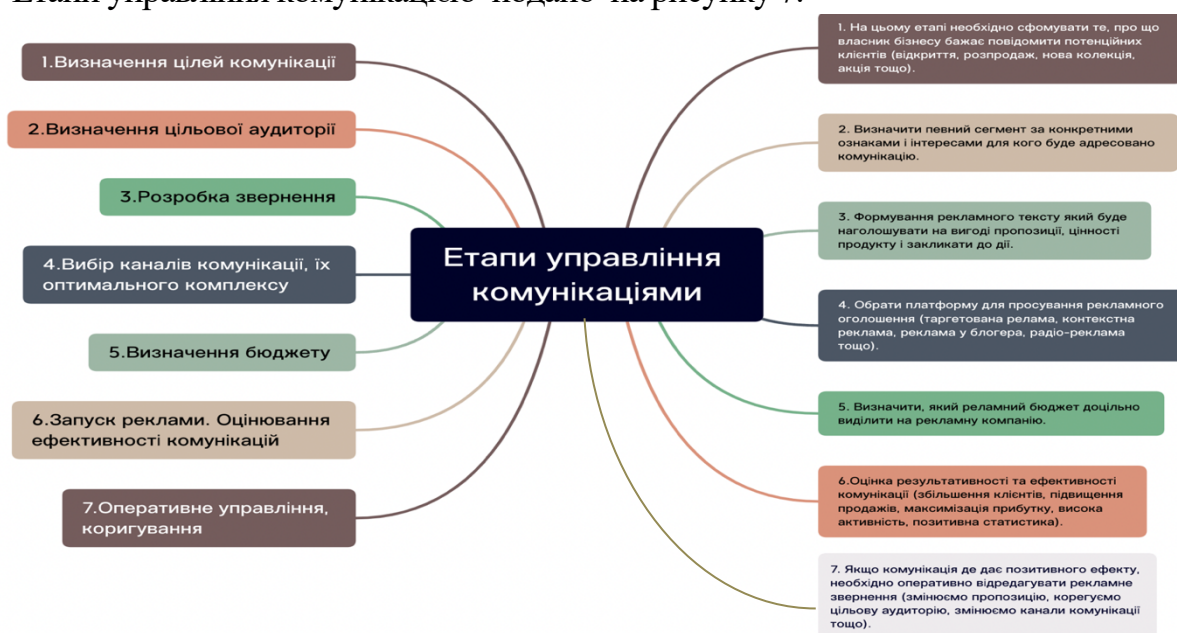 Етапи управління комунікацією подано на рисунку 7.
1.Визначення цілей комунікації
2.Визначення цільової аудиторії
3.Розробка звернення
4.Вибір каналів комунікації, їх
оптимального комплексу
5.Визначення бюджету
6.Запуск реклами. Оцінювання
ефективності комунікацій
7.Оперативне управління,
коригування
Етапи управління
комунікаціями
1. На цьому етапі необхідно сфомувати те, про що
власник бізнесу бажає повідомити потенційних
клієнтів (відкриття, розпродаж, нова колекція,
акція тощо).
2. Визначити певний сегмент за конкретними
ознаками і інтересами для кого буде адресовано
комунікацію.
3. Формування рекламного тексту який буде
наголошувати на вигоді пропозиції, цінності
продукту і закликати до дії.
4. Обрати платформу для просування рекламного
оголошення (таргетована релама, контекстна
реклама, реклама у блогера, радіо-реклама
тощо).
5. Визначити, який реламний бюджет доцільно
виділити на рекламну компанію.
6.Оцінка результативності та ефективності
комунікації (збільшення клієнтів, підвищення
продажів, максимізація прибутку, висока
активність, позитивна статистика).
7. Якщо комунікація де дає позитивного ефекту,
необхідно оперативно відредагувати рекламне
звернення (змінюємо пропозицію, корегуємо
цільову аудиторію, змінюємо канали комунікації
тощо).